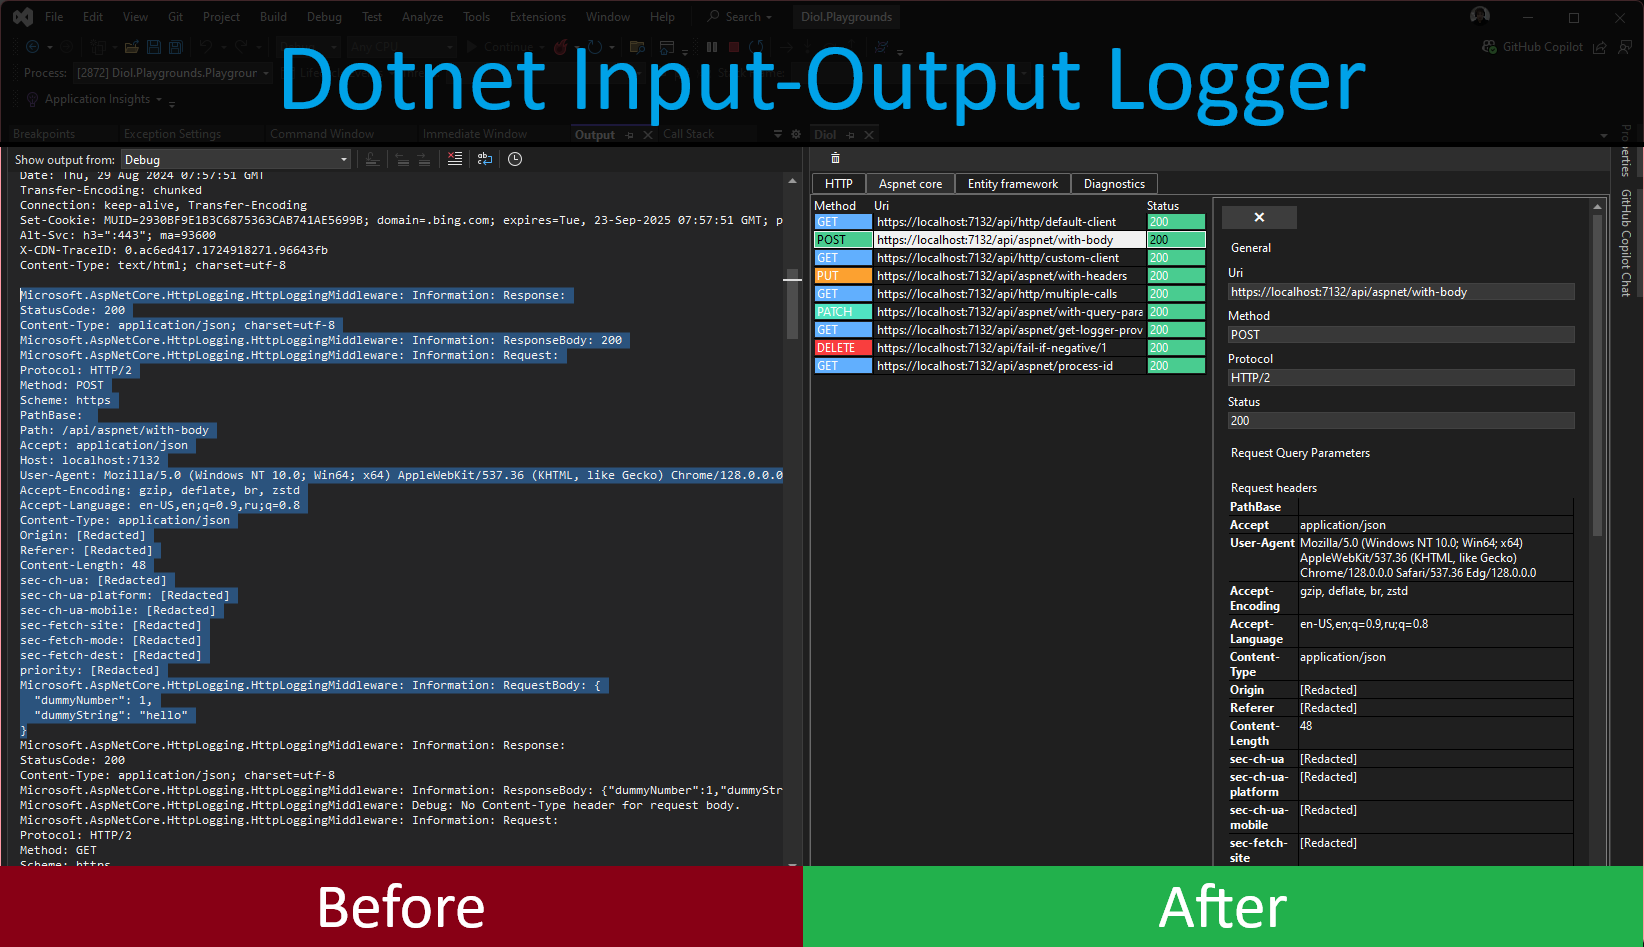 File Edit View Git Project Build Debug Test Analyze Tools Extensions Window Help Search Diol.Playgrounds
Any CPU Continue GitHub Copilot
Process: [2872] Diol.Playgrounds.Playgrour
Dotnet Input-Output Logger
Application Insights
Breakpoints Exception Settings Command Window Immediate Window Output Call Stack Diol
Show output from: Debug
Date: Thu, 29 Aug 2024 07:57:51 GMT
Transfer-Encoding: chunked
Connection: keep-alive, Transfer-Encoding
Set-Cookie: MUID=2930BF9E1B3C6875363CAB741AE5699B; domain=.bing.com; expires=Tue, 23-Sep-2025 07:57:51 GMT; p
Alt-Svc: h3=":443"; ma=93600
X-CDN-TraceID: 0.ac6ed417.1724918271.96643fb
Content-Type: text/html; charset=utf-8
Microsoft.AspNetCore.HttpLogging.HttpLoggingMiddleware: Information: Response:
StatusCode: 200
Content-Type: application/json; charset=utf-8
Microsoft.AspNetCore.HttpLogging.HttpLoggingMiddleware: Information: ResponseBody: 200
Microsoft.AspNetCore.HttpLogging.HttpLoggingMiddleware: Information: Request:
Protocol: HTTP/2
Method: POST
Scheme: https
PathBase:
Path: /api/aspnet/with-body
Accept: application/json
Host: localhost:7132
User-Agent: Mozilla/5.0 (Windows NT 10.0; Win64; x64) AppleWebKit/537.36 (KHTML, like Gecko) Chrome/128.0.0.0
Accept-Encoding: gzip, deflate, br, zstd
Accept-Language: en-US,en;q=0.9,ru;q=0.8
Content-Type: application/json
Origin: [Redacted]
Referer: [Redacted]
Content-Length: 48
sec-ch-ua: [Redacted]
sec-ch-ua-platform: [Redacted]
sec-ch-ua-mobile: [Redacted]
sec-fetch-site: [Redacted]
sec-fetch-mode: [Redacted]
sec-fetch-dest: [Redacted]
priority: [Redacted]
Microsoft.AspNetCore.HttpLogging.HttpLoggingMiddleware: Information: RequestBody: {
"dummyNumber": 1,
"dummyString": "hello"
}
Microsoft.AspNetCore.HttpLogging.HttpLoggingMiddleware: Information: Response:
StatusCode: 200
Content-Type: application/json; charset=utf-8
Microsoft.AspNetCore.HttpLogging.HttpLoggingMiddleware: Information: ResponseBody: {"dummyNumber":1,"dummyStr
Microsoft.AspNetCore.HttpLogging.HttpLoggingMiddleware: Debug: No Content-Type header for request body.
Microsoft.AspNetCore.HttpLogging.HttpLoggingMiddleware: Information: Request:
Protocol: HTTP/2
Method: GET
Scheme: https
HTTP Aspnet core Entity framework Diagnostics
Method Uri Status
GET https://localhost:7132/api/http/default-client 200
POST https://localhost:7132/api/aspnet/with-body 200
GET https://localhost:7132/api/http/custom-client 200
PUT https://localhost:7132/api/aspnet/with-headers 200
GET https://localhost:7132/api/http/multiple-calls 200
PATCH https://localhost:7132/api/aspnet/with-query-para 200
GET https://localhost:7132/api/aspnet/get-logger-prov 200
DELETE https://localhost:7132/api/fail-if-negative/1 200
GET https://localhost:7132/api/aspnet/process-id 200
General
Uri
https://localhost:7132/api/aspnet/with-body
Method
POST
Protocol
HTTP/2
Status
200
Request Query Parameters
Request headers
PathBase
Accept application/json
User-Agent Mozilla/5.0 (Windows NT 10.0; Win64; x64)
AppleWebKit/537.36 (KHTML, like Gecko)
Chrome/128.0.0.0 Safari/537.36 Edg/128.0.0.0
Accept- gzip, deflate, br, zstd
Encoding
Accept- en-US,en;q=0.9,ru;q=0.8
Language
Content- application/json
Type
Origin [Redacted]
Referer [Redacted]
Content- 48
Length
sec-ch-ua [Redacted]
sec-ch-ua- [Redacted]
platform
sec-ch-ua- [Redacted]
mobile
sec-fetch- [Redacted]
site
Properties
GitHub Copilot Chat
Before
After